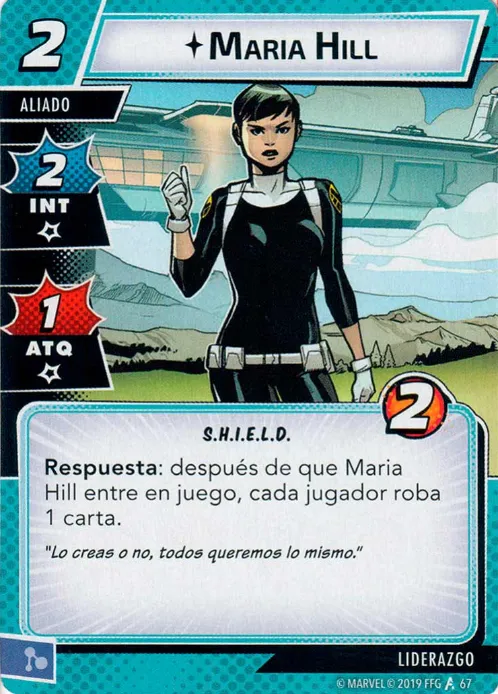 2
MARIA HILL
ALIADO
2
INT
1
ATQ
2
S.H.I.E.L.D.
Respuesta: después de que Maria
Hill entre en juego, cada jugador roba
1 carta.
"Lo creas o no, todos queremos lo mismo."
LIDERAZGO
© MARVEL © 2019 FFG 67